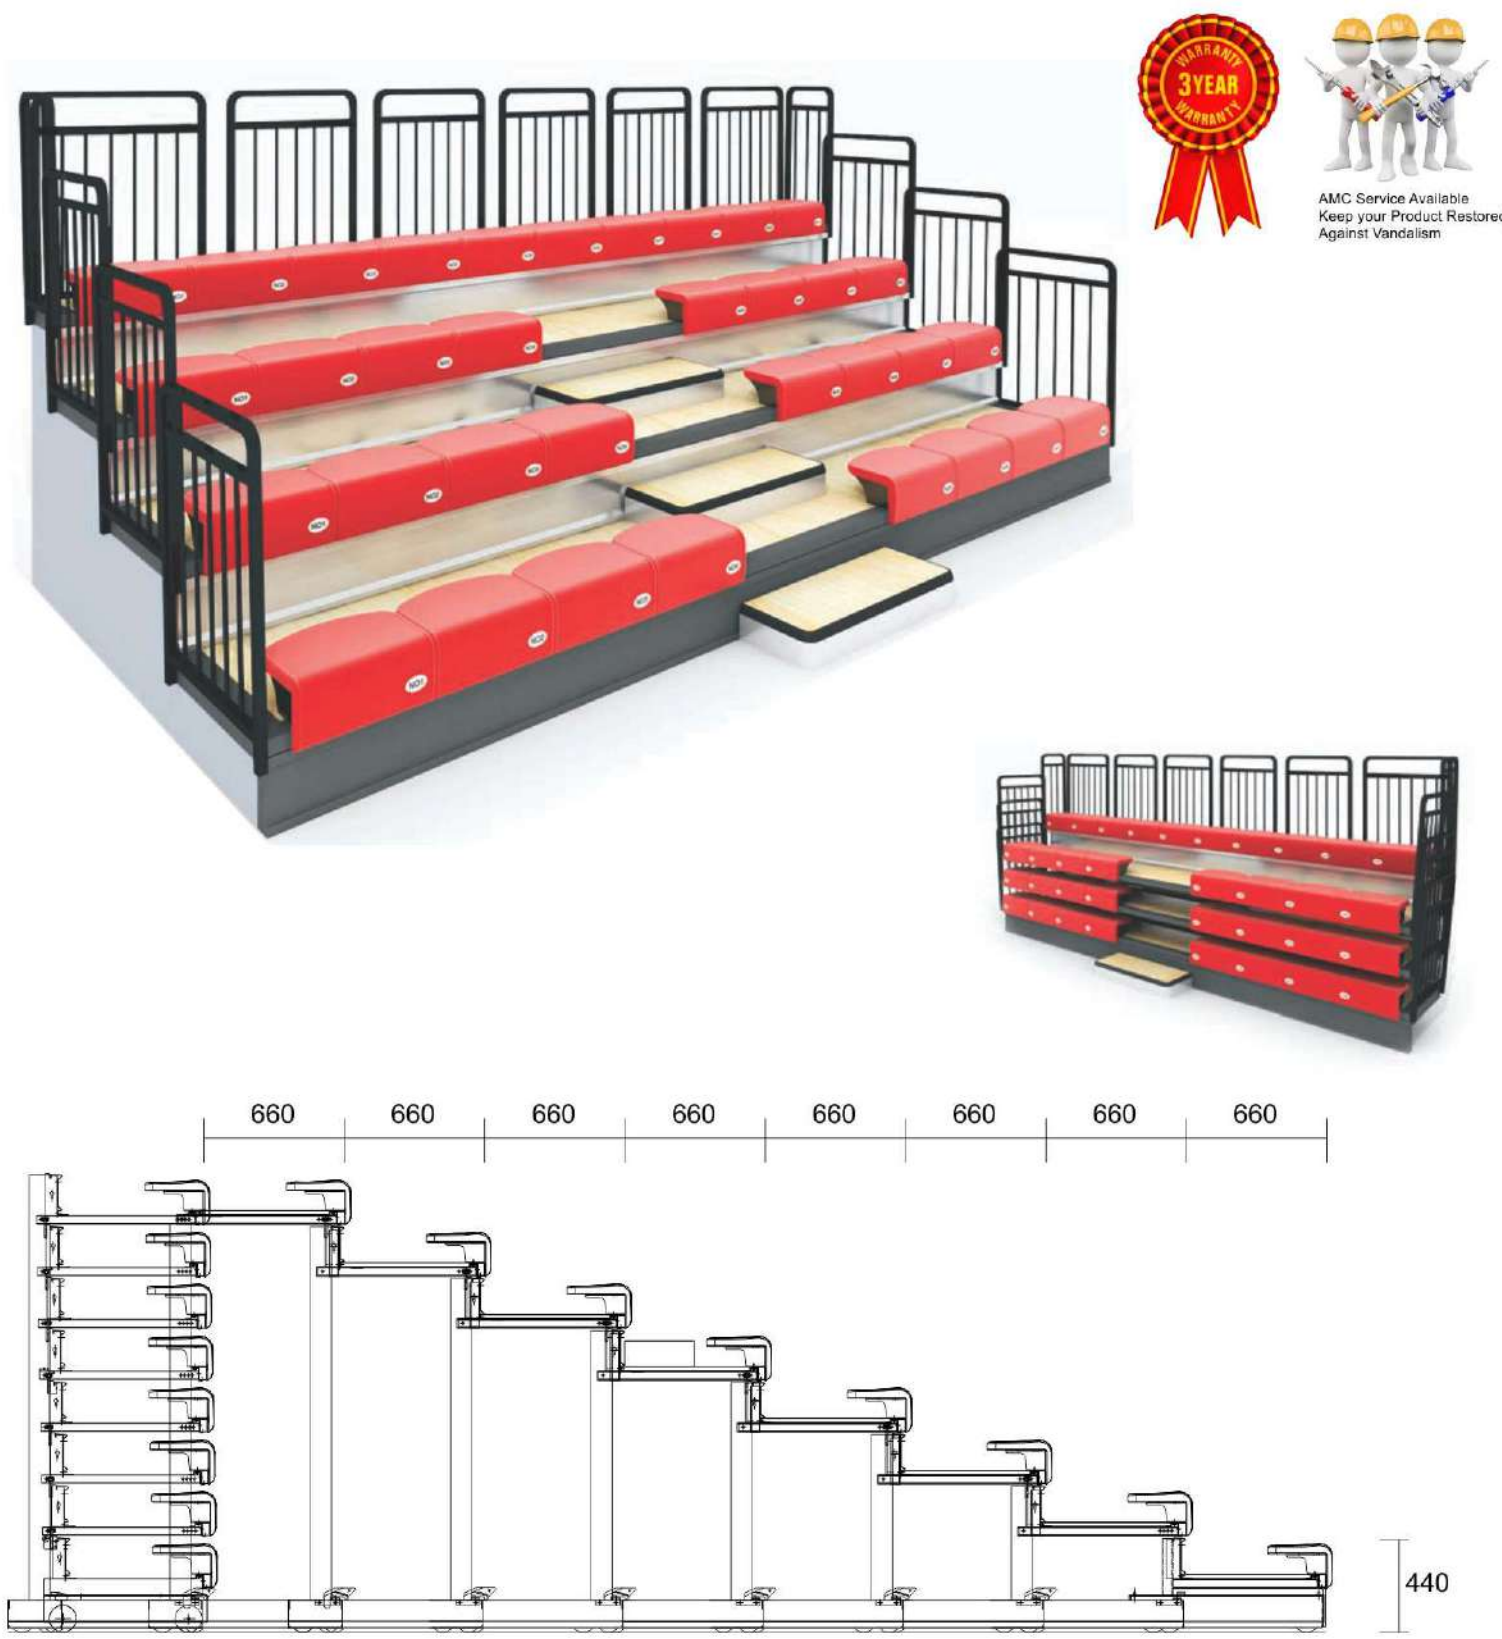 WARRANTY
3YEAR
WARRANTY
AMC Service Available
Keep your Product Restored
Against Vandalism
660 660 660 660 660 660 660 660
440